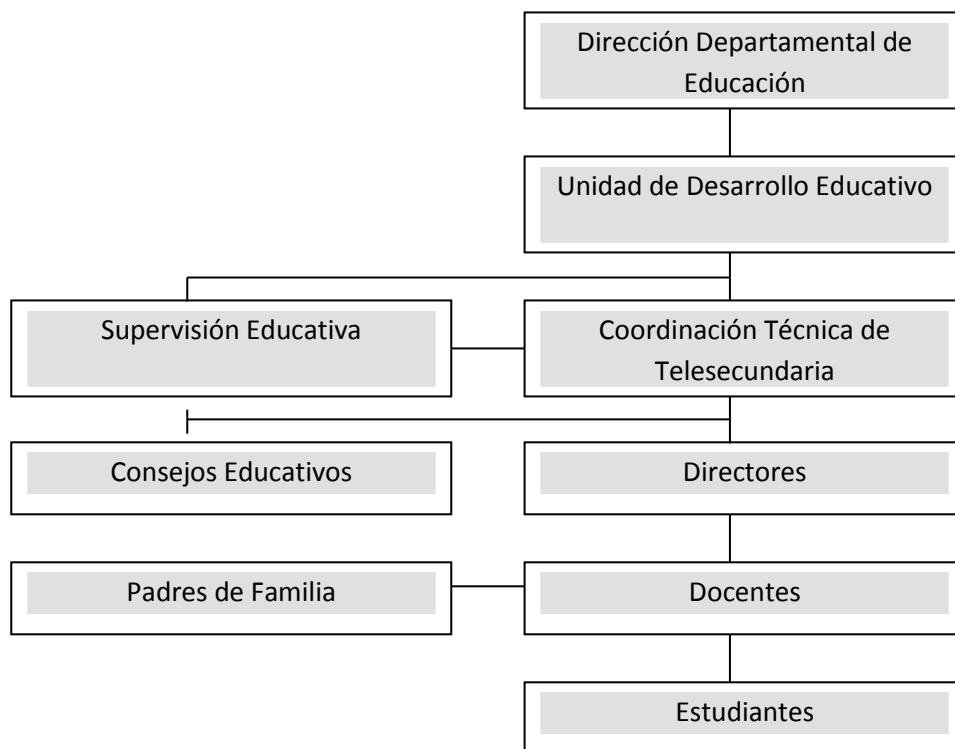 Dirección Departamental de
Educación
Unidad de Desarrollo Educativo
Supervisión Educativa
Coordinación Técnica de
Telesecundaria
Consejos Educativos
Directores
Padres de Familia
Docentes
Estudiantes